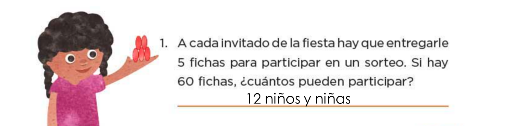 1. A cada invitado de la fiesta hay que entregarle
5 fichas para participar en un sorteo. Si hay
60 fichas, ¿cuántos pueden participar?
12 niños y niñas